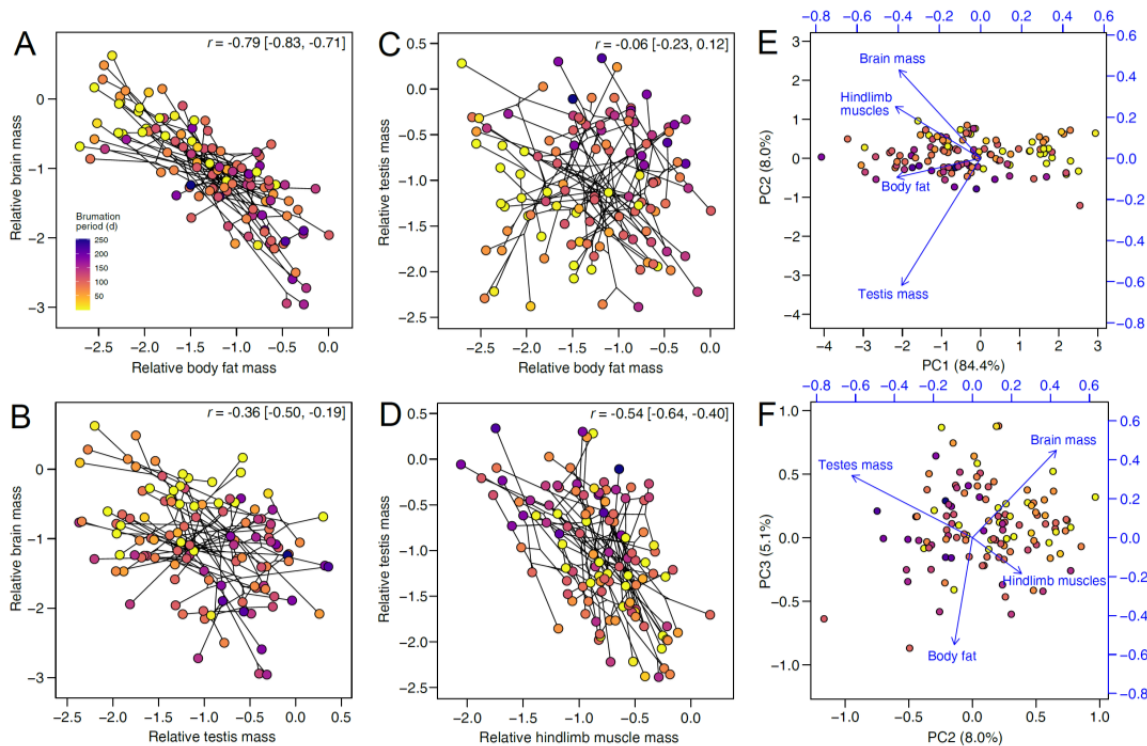 A
r = -0.79 [-0.83, -0.71]
Relative brain mass
0
−1
−2
−3
Brumation
period (d)
250
200
150
100
50
−2.5 −2.0 −1.5 −1.0 −0.5 0.0
Relative body fat mass
C
r = -0.06 [-0.23, 0.12]
Relative testis mass
0.5
0.0
−0.5
−1.0
−1.5
−2.0
−2.5
−2.5 −2.0 −1.5 −1.0 −0.5 0.0
Relative body fat mass
E
−0.8 −0.6 −0.4 −0.2 0.0 0.2 0.4 0.6
PC2 (8.0%)
3
2
1
0
−1
−2
−3
−4
Brain mass
Hindlimb
muscles
Body fat
Testis mass
0.6
0.4
0.2
0.0
0.2
0.4
0.6
−0.8
−4 −3 −2 −1 0 1 2 3
PC1 (84.4%)
B
r = -0.36 [-0.50, -0.19]
Relative brain mass
0
−1
−2
−3
−2.5 −2.0 −1.5 −1.0 −0.5 0.0 0.5
Relative testis mass
D
r = -0.54 [-0.64, -0.40]
Relative testis mass
0.5
0.0
−0.5
−1.0
−1.5
−2.0
−2.5
−2.0 −1.5 −1.0 −0.5 0.0
Relative hindlimb muscle mass
F
−0.8 −0.6 −0.4 −0.2 0.0 0.2 0.4 0.6
PC3 (5.1%)
1.0
0.5
0.0
−0.5
−1.0
Brain mass
Testes mass
Hindlimb muscles
Body fat
0.6
0.4
0.2
0.0
−0.2
−0.4
−0.6
−0.8
−1.0 −0.5 0.0 0.5 1.0
PC2 (8.0%)